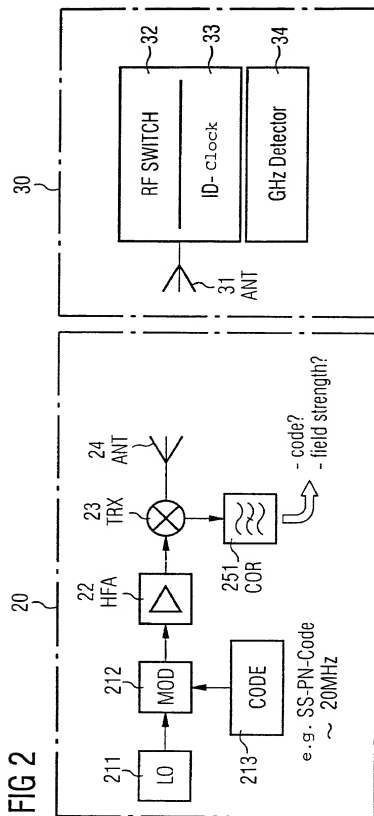 FIG 2
20
211
LO
212
MOD
213
CODE
e.g. SS-PN-Code
~ 20MHz
22
HFA
23
TRX
24
ANT
251
COR
- code?
- field strength?
30
31
ANT
RF SWITCH
32
ID-Clock
33
GHz Detector
34